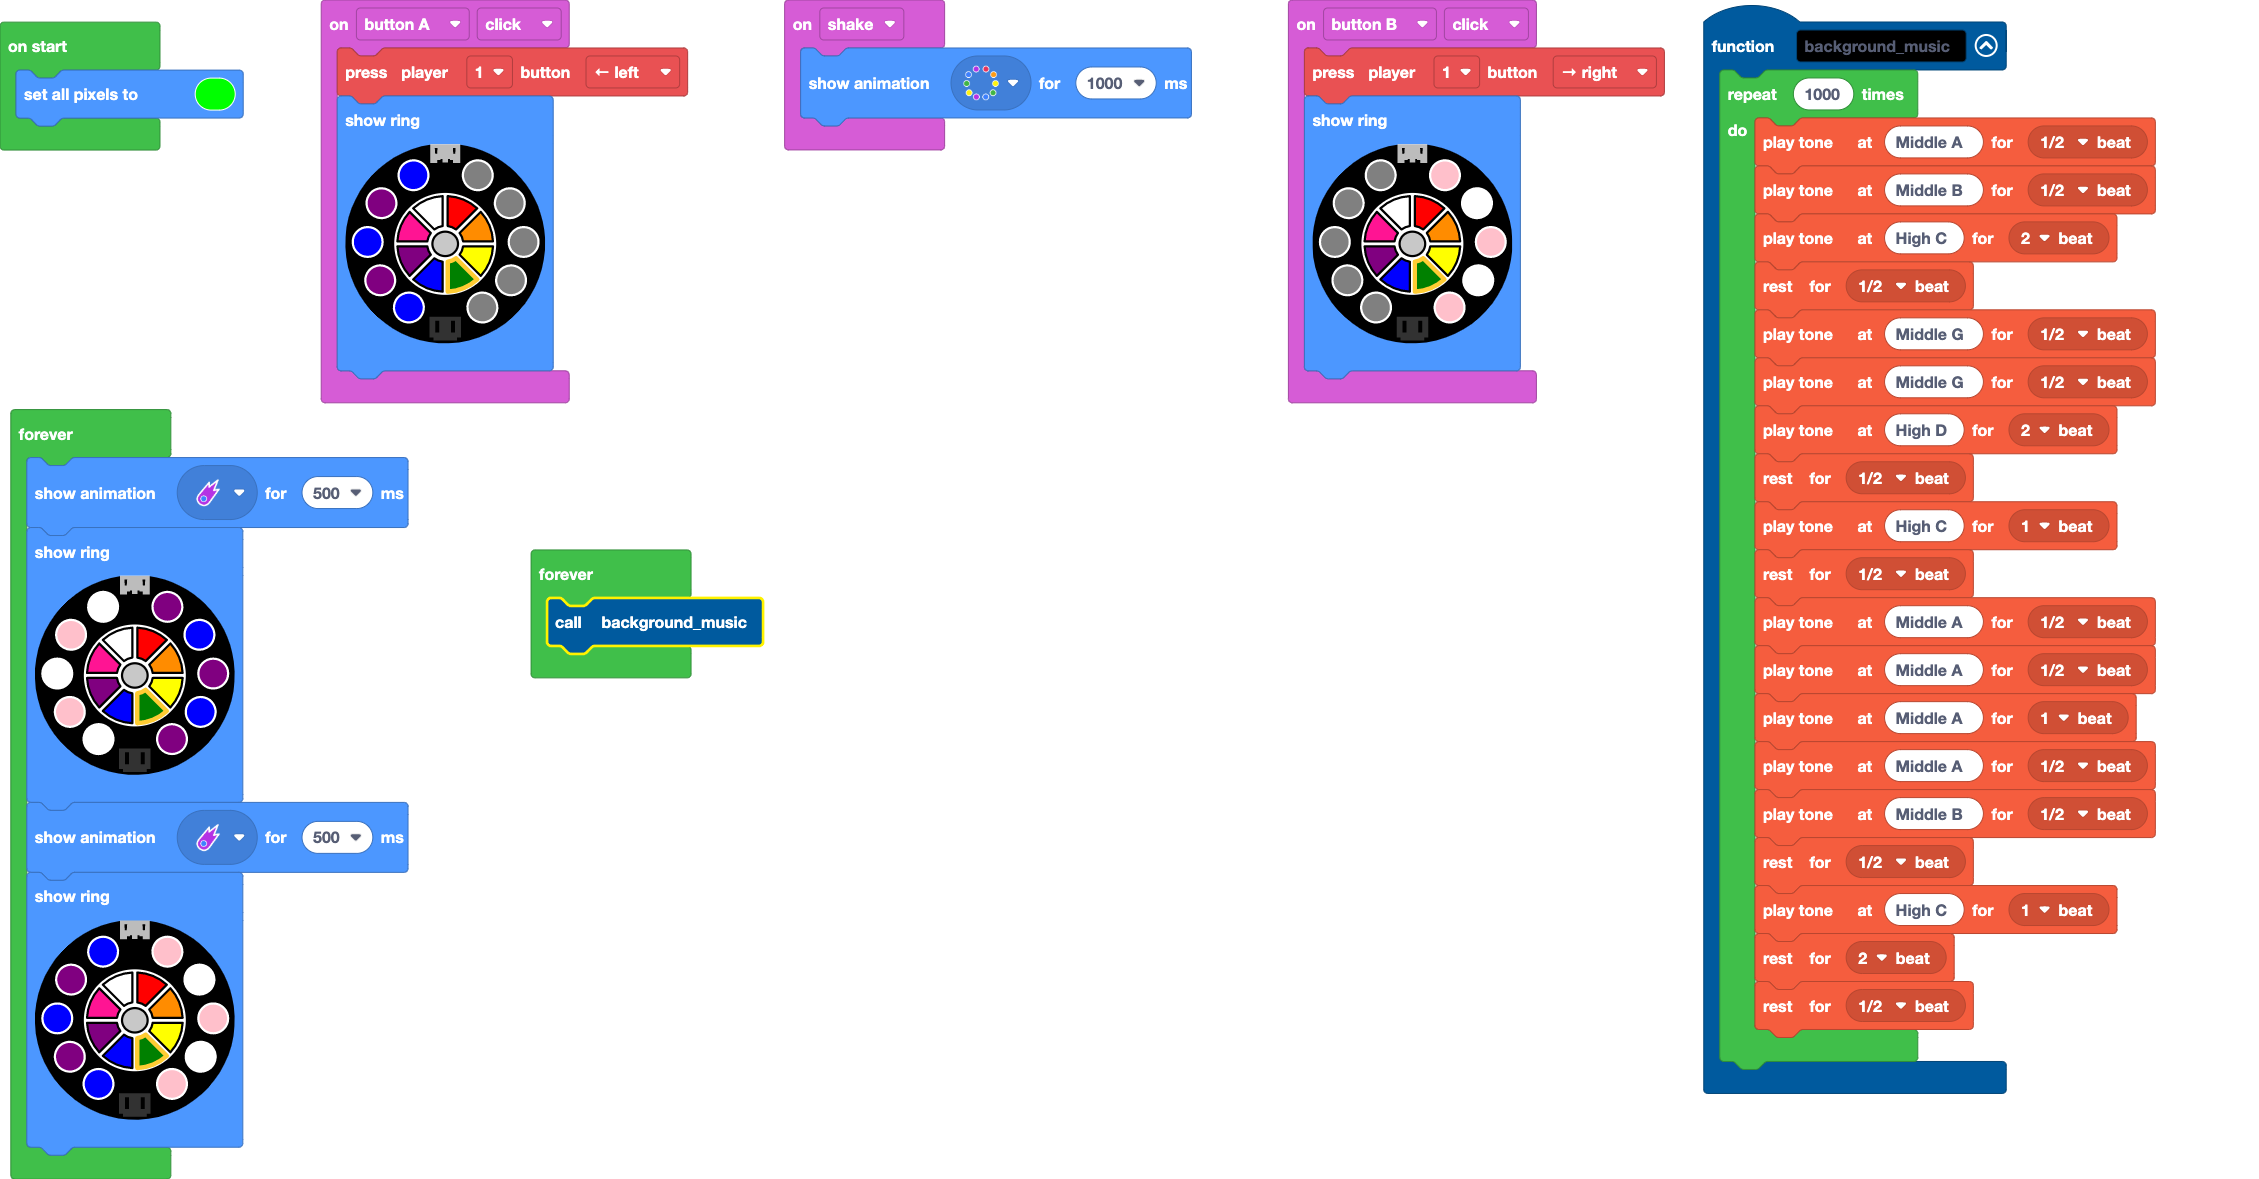 on start
set all pixels to
on button A click
press player 1 button ← left
show ring
on shake
show animation for 1000 ms
on button B click
press player 1 button → right
show ring
function background_music
repeat 1000 times
do
play tone at Middle A for 1/2 beat
play tone at Middle B for 1/2 beat
play tone at High C for 2 beat
rest for 1/2 beat
play tone at Middle G for 1/2 beat
play tone at Middle G for 1/2 beat
play tone at High D for 2 beat
rest for 1/2 beat
play tone at High C for 1 beat
rest for 1/2 beat
play tone at Middle A for 1/2 beat
play tone at Middle A for 1/2 beat
play tone at Middle A for 1 beat
play tone at Middle A for 1/2 beat
play tone at Middle B for 1/2 beat
rest for 1/2 beat
play tone at High C for 1 beat
rest for 2 beat
rest for 1/2 beat
forever
show animation for 500 ms
show ring
show animation for 500 ms
show ring
forever
call background_music